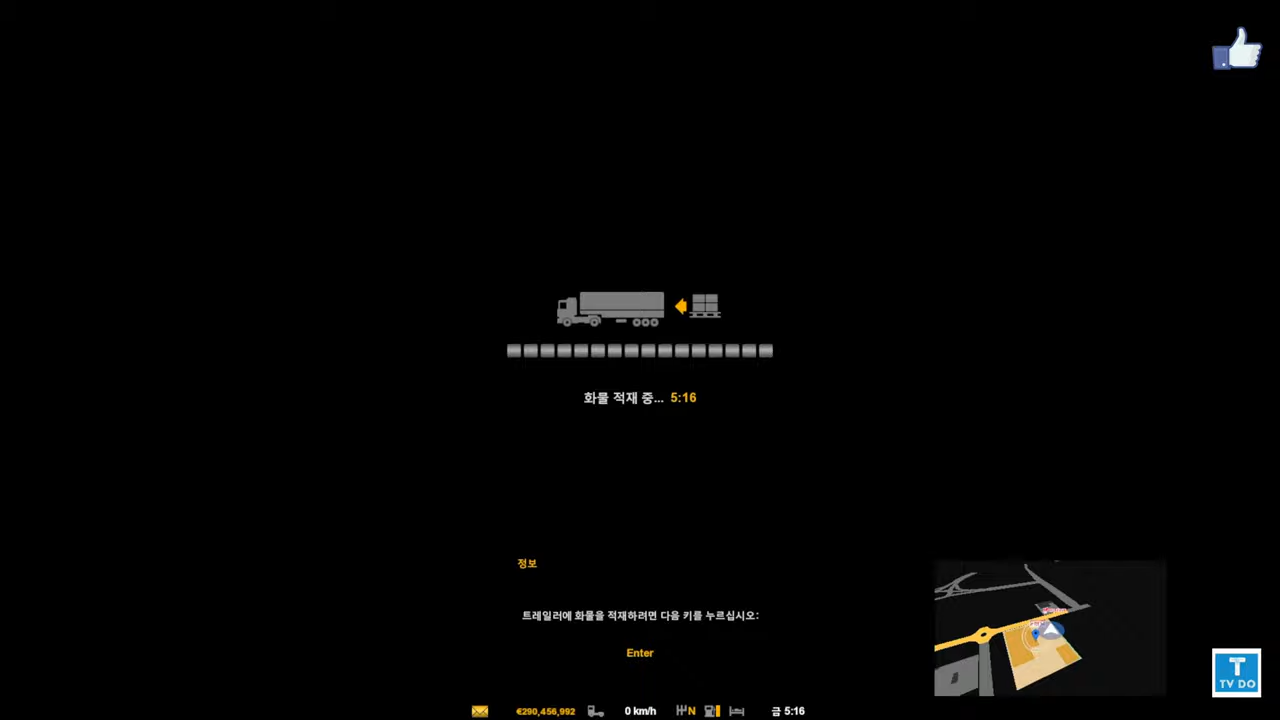 화물 적재 중... 5:16
정보
트레일러에 화물을 적재하려면 다음 키를 누르십시오:
Enter
€290,456,992 0 km/h N 금 5:16
T
TV DO